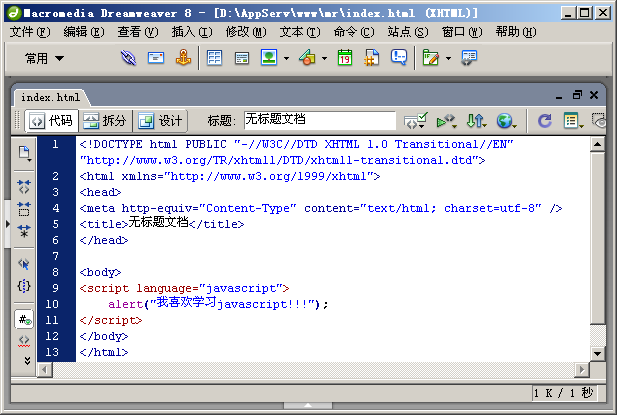 Macromedia Dreamweaver 8 - [D:\AppServ\www\mr\index.html (XHTML)]
文件(F) 编辑(E) 查看(V) 插入(I) 修改(M) 文本(T) 命令(C) 站点(S) 窗口(W) 帮助(H)
常用
19
index.html
代码 拆分 设计 标题: 无标题文档
1 <!DOCTYPE html PUBLIC "-//W3C//DTD XHTML 1.0 Transitional//EN"
"http://www.w3.org/TR/xhtml1/DTD/xhtml1-transitional.dtd">
2 <html xmlns="http://www.w3.org/1999/xhtml">
3 <head>
4 <meta http-equiv="Content-Type" content="text/html; charset=utf-8" />
5 <title>无标题文档</title>
6 </head>
7
8 <body>
9 <script language="javascript">
10 alert("我喜欢学习javascript!!!");
11 </script>
12 </body>
13 </html>
1 K / 1 秒